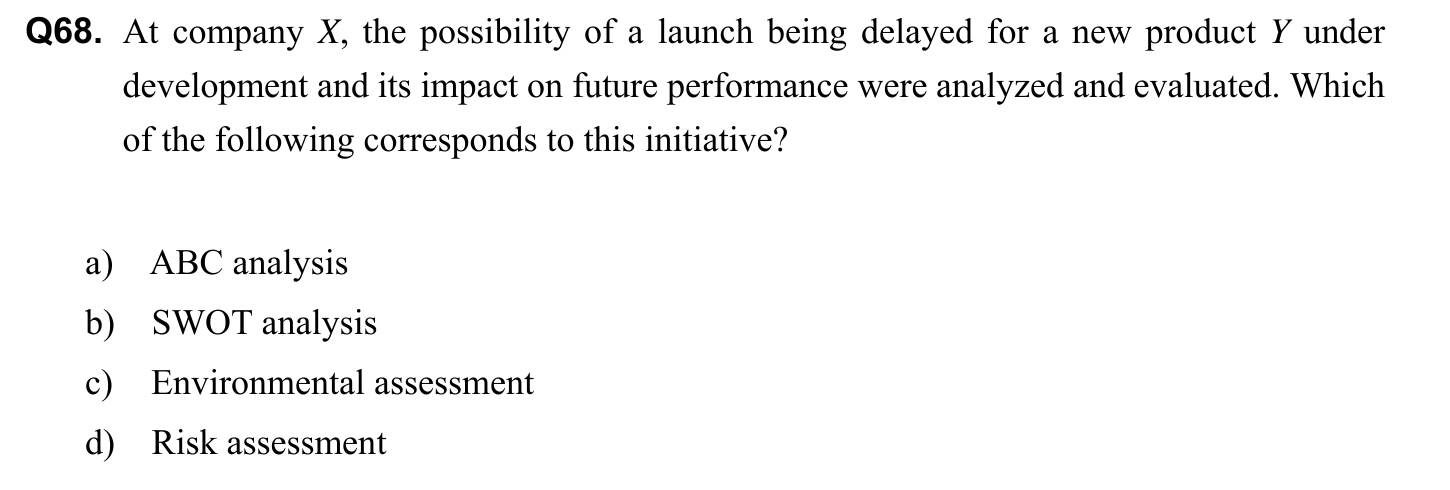 Q68. At company X, the possibility of a launch being delayed for a new product Y under
development and its impact on future performance were analyzed and evaluated. Which
of the following corresponds to this initiative?
a) ABC analysis
b) SWOT analysis
c) Environmental assessment
d) Risk assessment